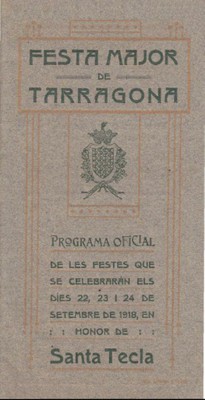 FESTA MAJOR
DE
TARRAGONA
PROGRAMA OFICIAL
DE LES FESTES QUE
SE CELEBRARÁN ELS
DIES 22, 23 I 24 DE
SETEMBRE DE 1918, EN
: : HONOR DE : :
Santa Tecla